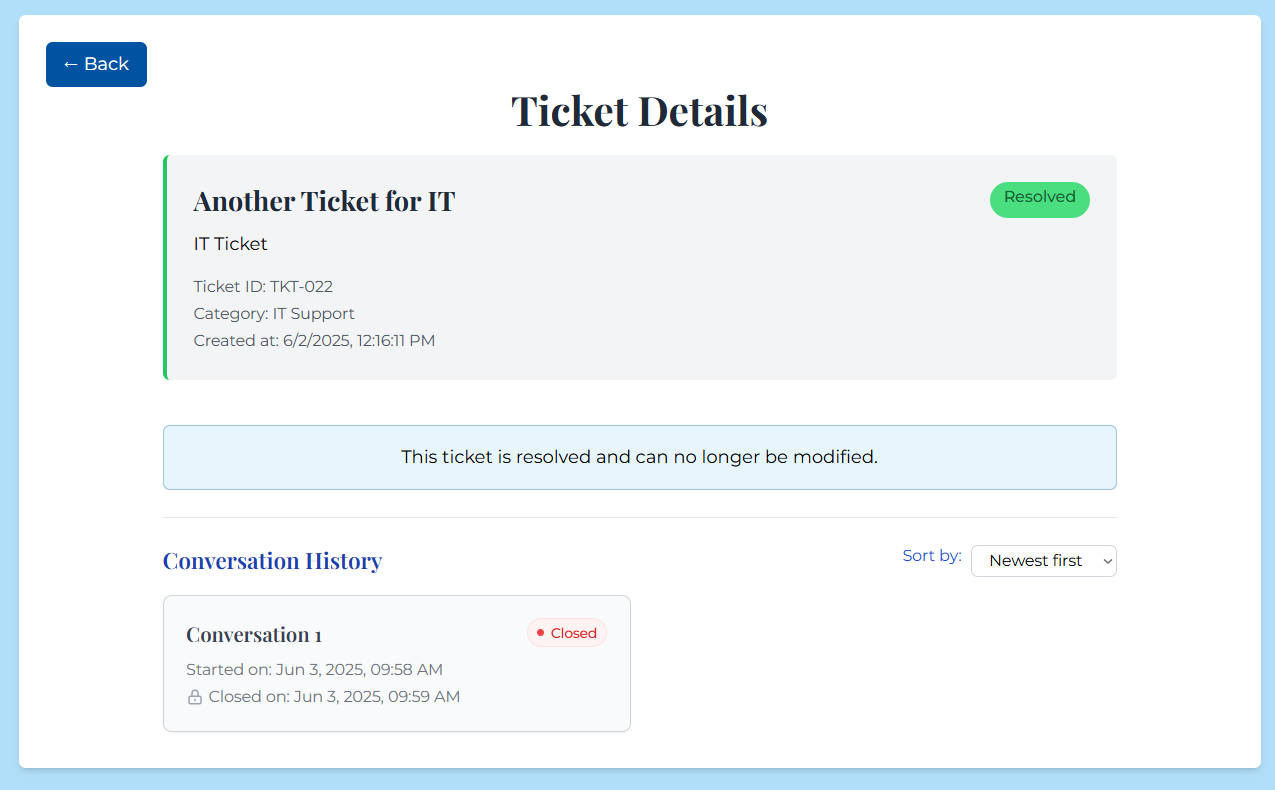 ← Back
Ticket Details
Another Ticket for IT
Resolved
IT Ticket
Ticket ID: TKT-022
Category: IT Support
Created at: 6/2/2025, 12:16:11 PM
This ticket is resolved and can no longer be modified.
Conversation History
Sort by:
Newest first
Conversation 1
Closed
Started on: Jun 3, 2025, 09:58 AM
Closed on: Jun 3, 2025, 09:59 AM